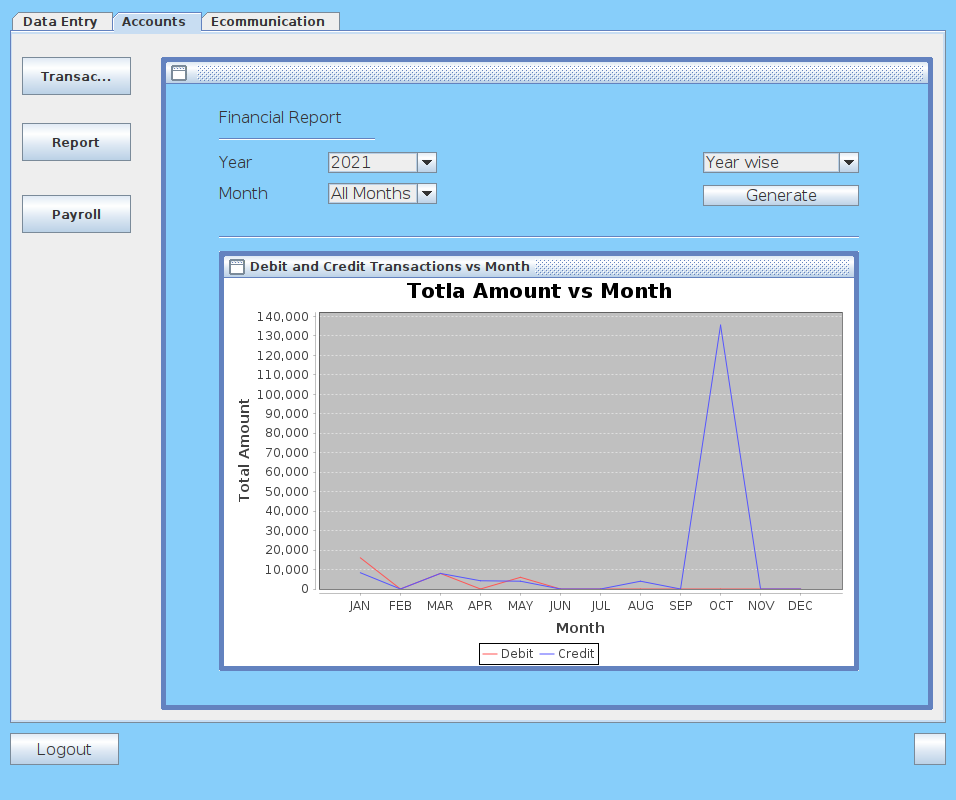 Data Entry Accounts Ecommunication
Transac...
Report
Payroll
Financial Report
Year 2021 Year wise
Month All Months Generate
Debit and Credit Transactions vs Month
Totla Amount vs Month
140,000
130,000
120,000
110,000
100,000
90,000
80,000
70,000
60,000
50,000
40,000
30,000
20,000
10,000
0
Total Amount
JAN FEB MAR APR MAY JUN JUL AUG SEP OCT NOV DEC
Month
Debit Credit
Logout